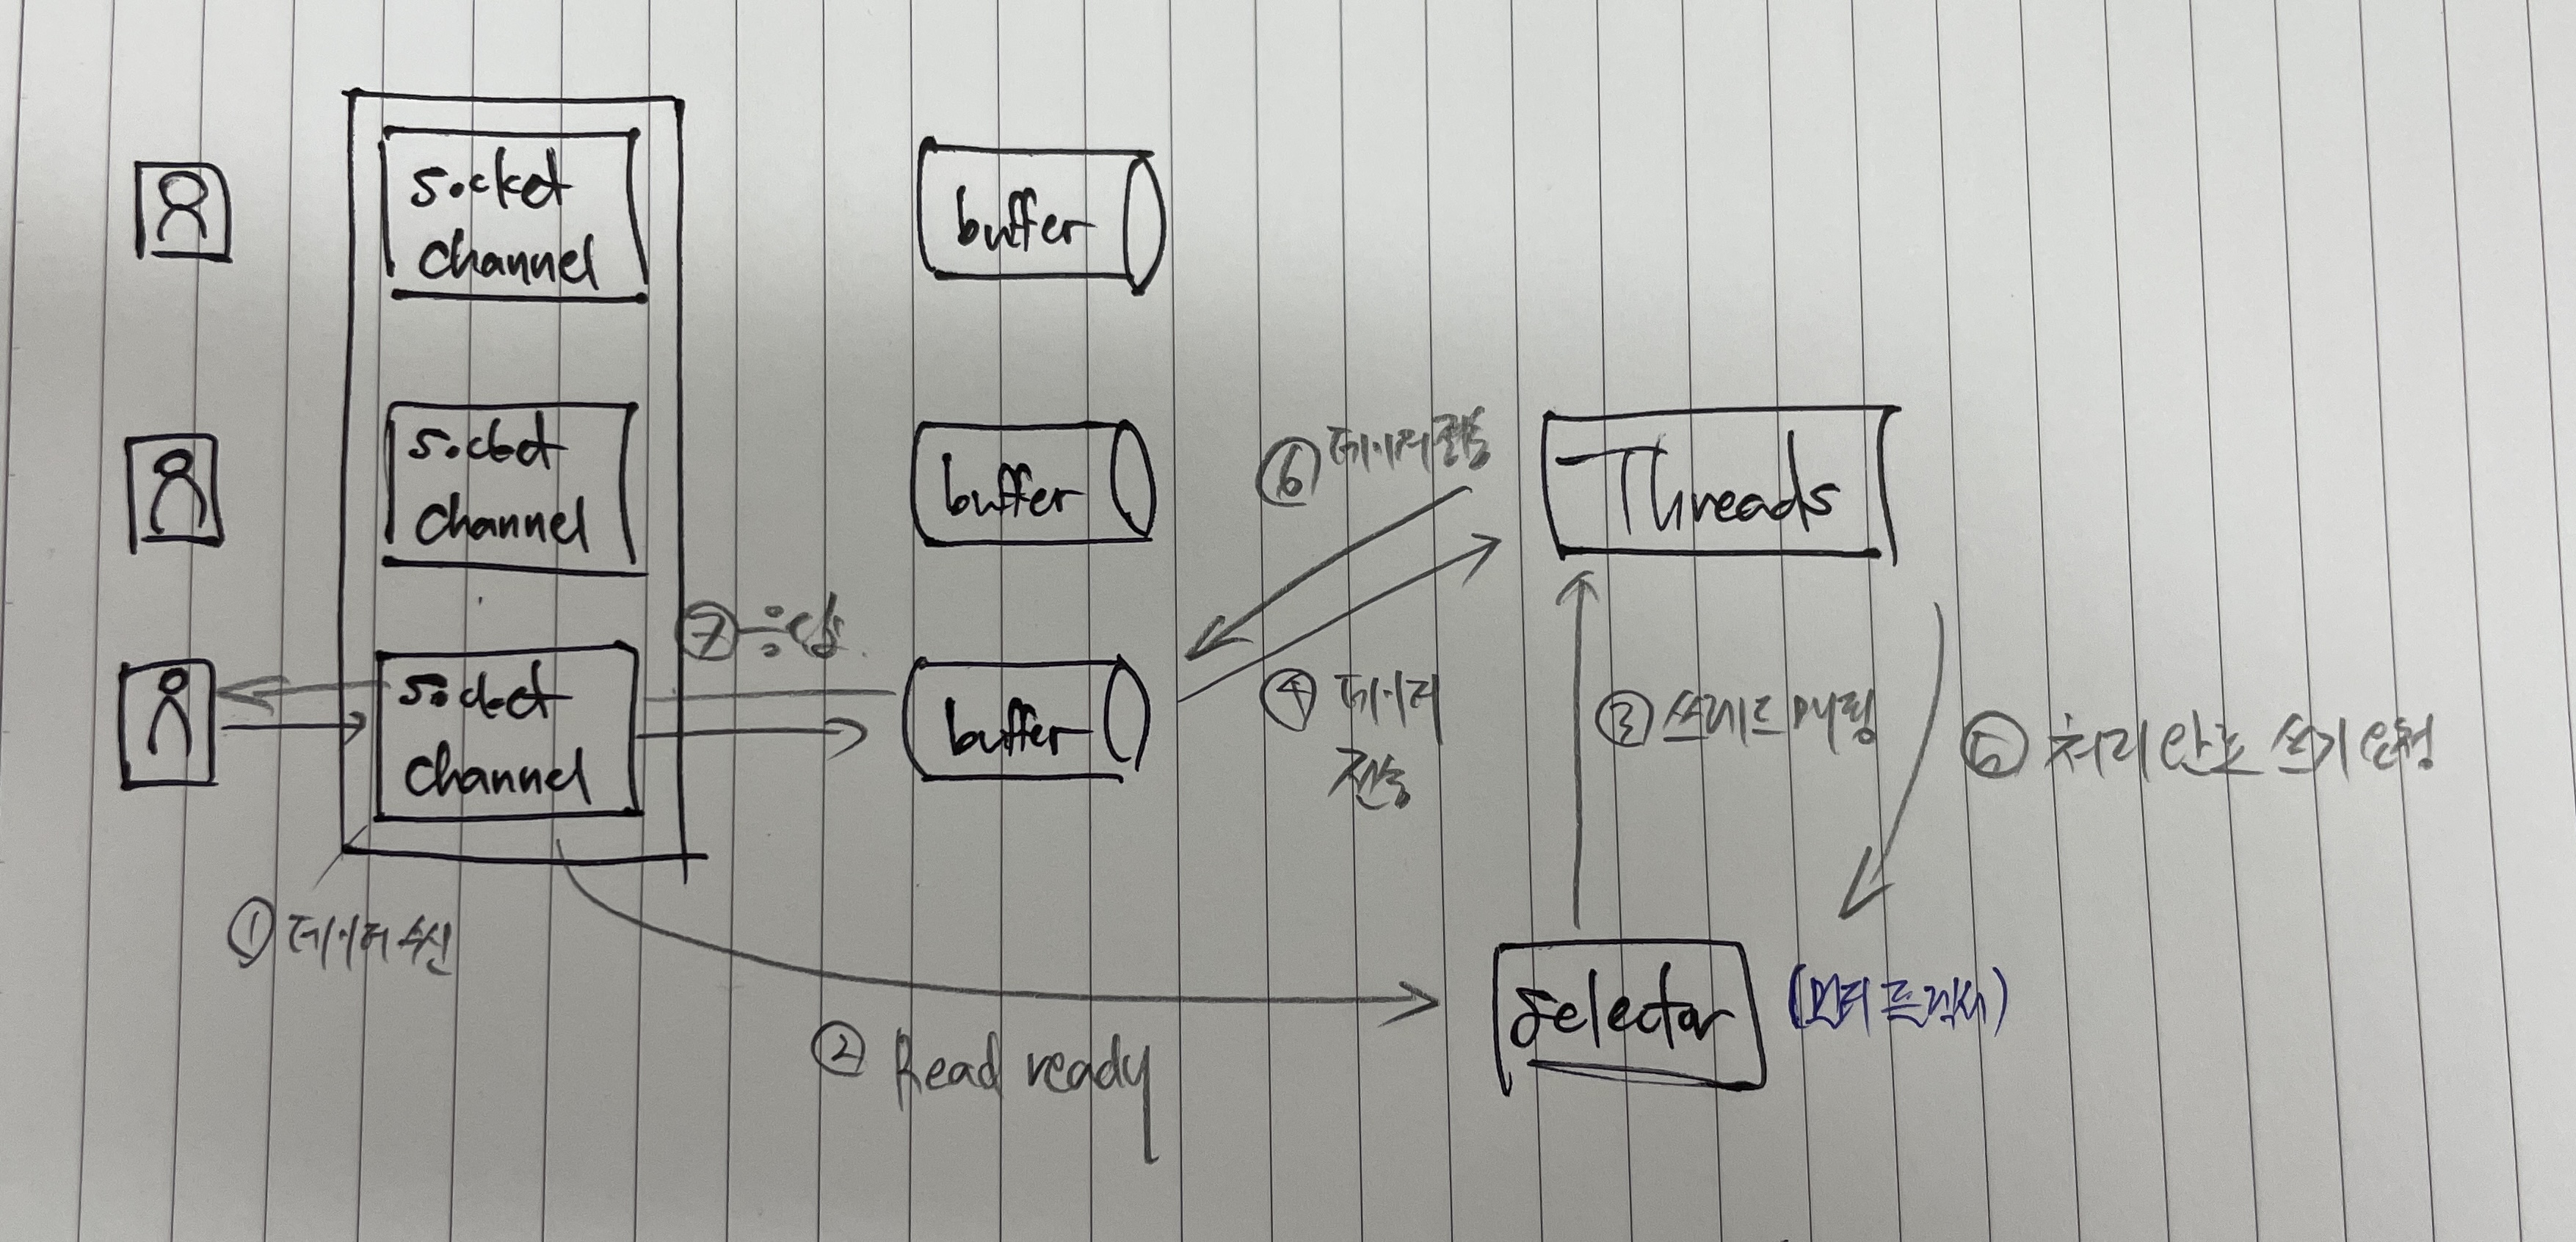 socket
channel
buffer
socket
channel
buffer
⑥ 데이터 전송
Threads
⑦ 응답
socket
channel
buffer
④ 데이터
전송
③ 쓰레드 매핑
⑤ 처리 완료 쓰기 요청
① 데이터 수신
② Read ready
Selector
(멀티플렉서)